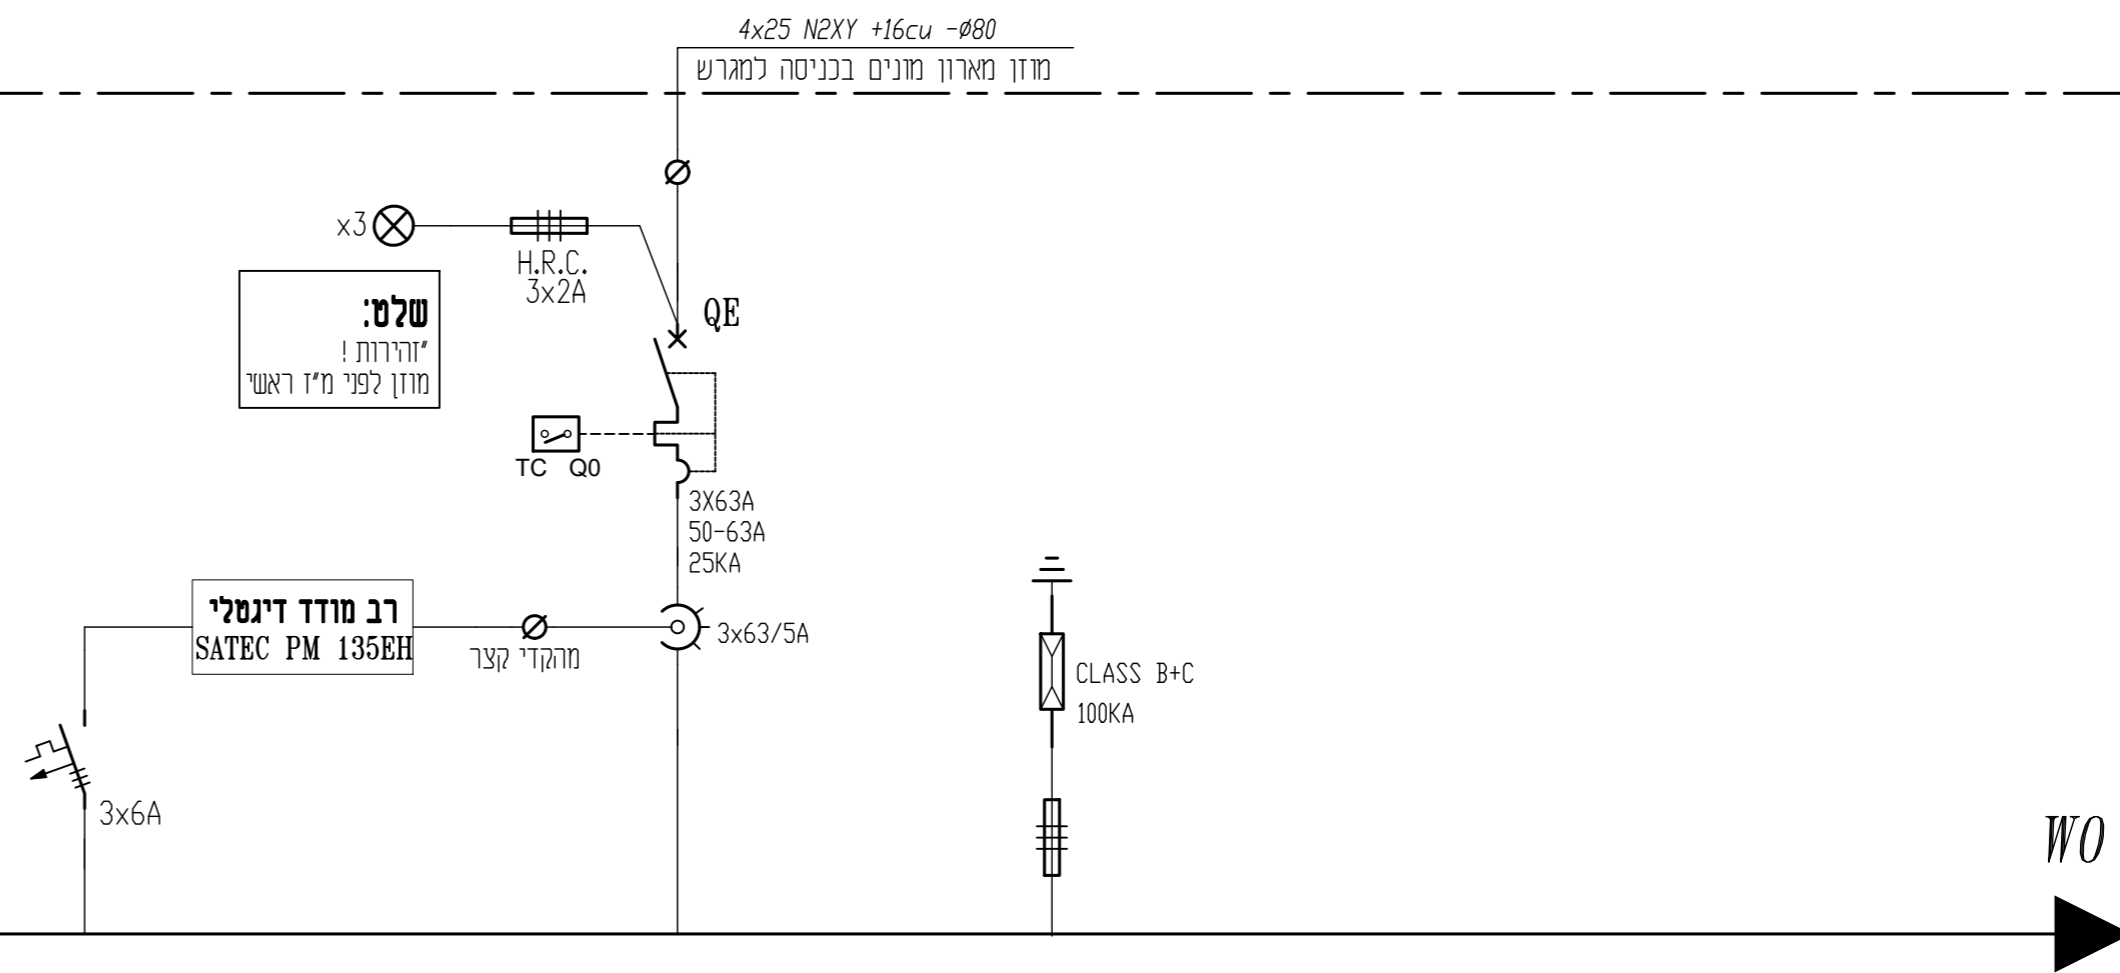 4x25 N2XY +16cu -Ø80
מוזן מארון מונים בכניסה למגרש
x3
H.R.C.
3x2A
QE
שלט:
"זהירות !
מוזן לפני מ"ז ראשי"
TC Q0
3X63A
50-63A
25KA
רב מודד דיגטלי
SATEC PM 135EH
מהקדי קצר
3x63/5A
CLASS B+C
100KA
3x6A
W0